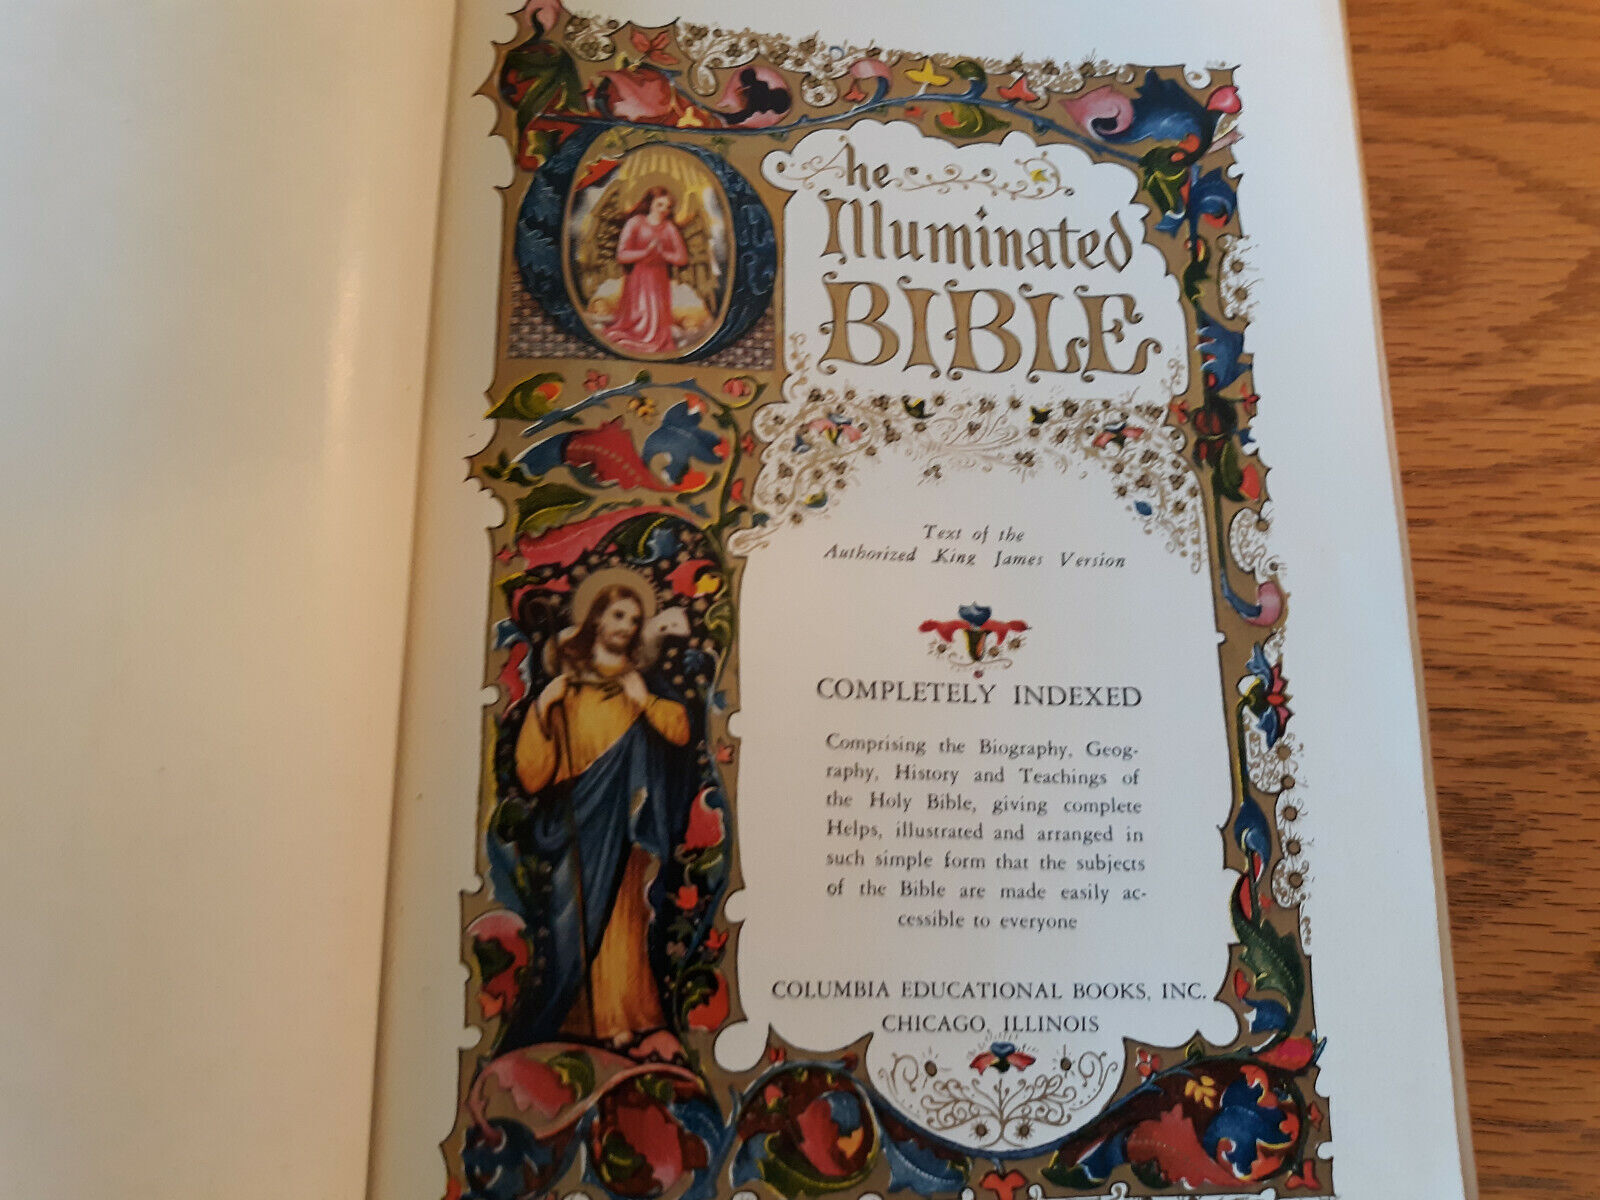 The
Illuminated
BIBLE
Text of the
Authorized King James Version
COMPLETELY INDEXED
Comprising the Biography, Geog-
raphy, History and Teachings of
the Holy Bible, giving complete
Helps, illustrated and arranged in
such simple form that the subjects
of the Bible are made easily ac-
cessible to everyone
COLUMBIA EDUCATIONAL BOOKS, INC.
CHICAGO, ILLINOIS